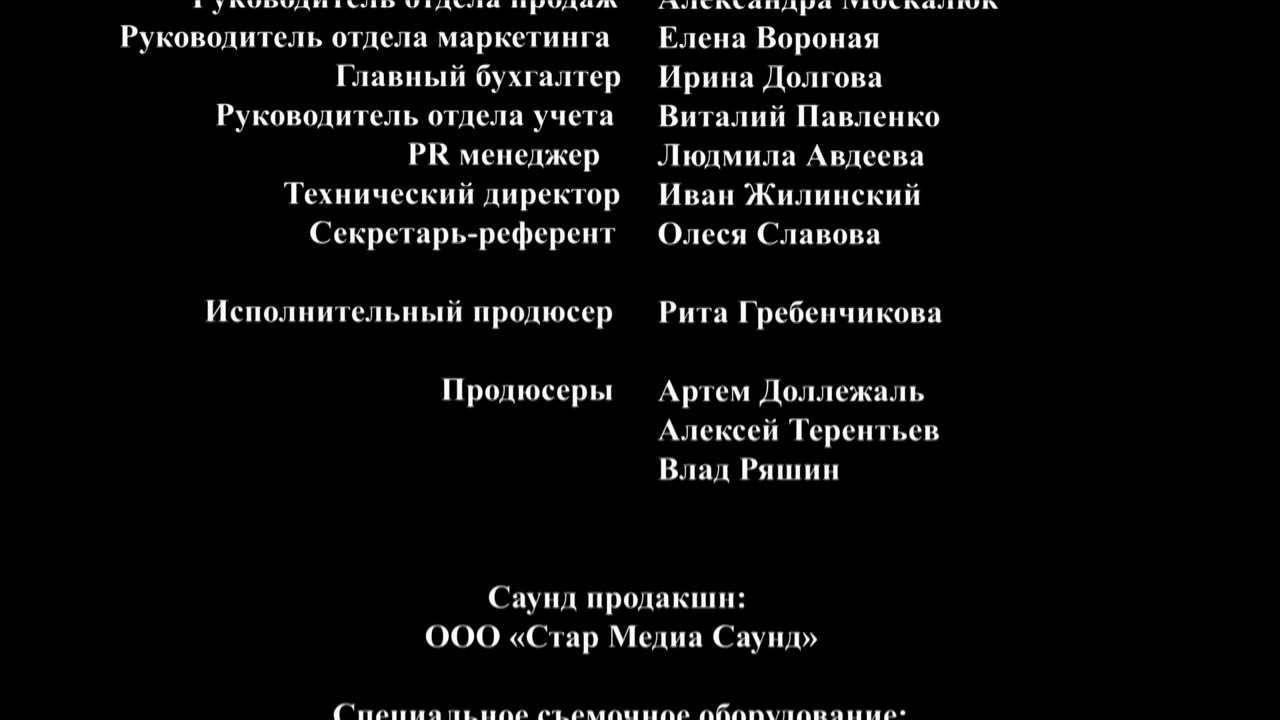 Руководитель отдела продаж Александра Москалюк
Руководитель отдела маркетинга Елена Вороная
Главный бухгалтер Ирина Долгова
Руководитель отдела учета Виталий Павленко
PR менеджер Людмила Авдеева
Технический директор Иван Жилинский
Секретарь-референт Олеся Славова
Исполнительный продюсер Рита Гребенчикова
Продюсеры Артем Доллежаль
Алексей Терентьев
Влад Ряшин
Саунд продакшн:
ООО «Стар Медиа Саунд»
Специальное съемочное оборудование: